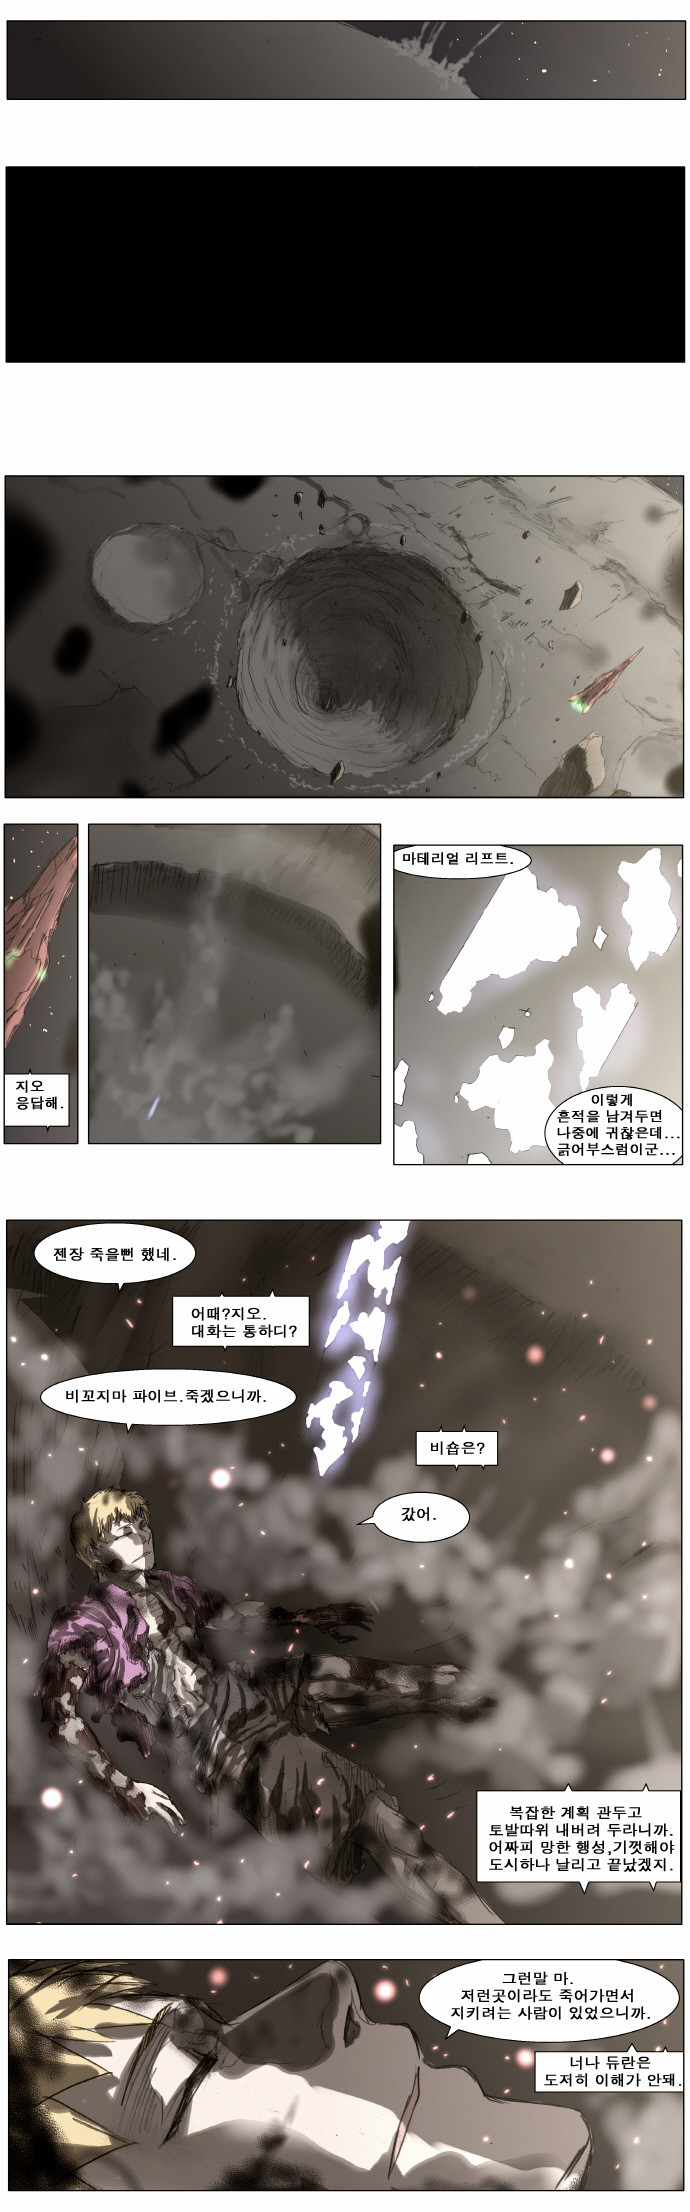 마테리얼 리프트.
지오
응답해.
이렇게
흔적을 남겨두면
나중에 귀찮은데...
긁어부스럼이군...
젠장 죽을뻔 했네.
어때?지오.
대화는 통하디?
비꼬지마 파이브.죽겠으니까.
비숍은?
갔어.
복잡한 계획 관두고
토발따위 내버려 두라니까.
어짜피 망한 행성,기껏해야
도시하나 날리고 끝났겠지.
그런말 마.
저런곳이라도 죽어가면서
지키려는 사람이 있었으니까.
너나 듀란은
도저히 이해가 안돼.